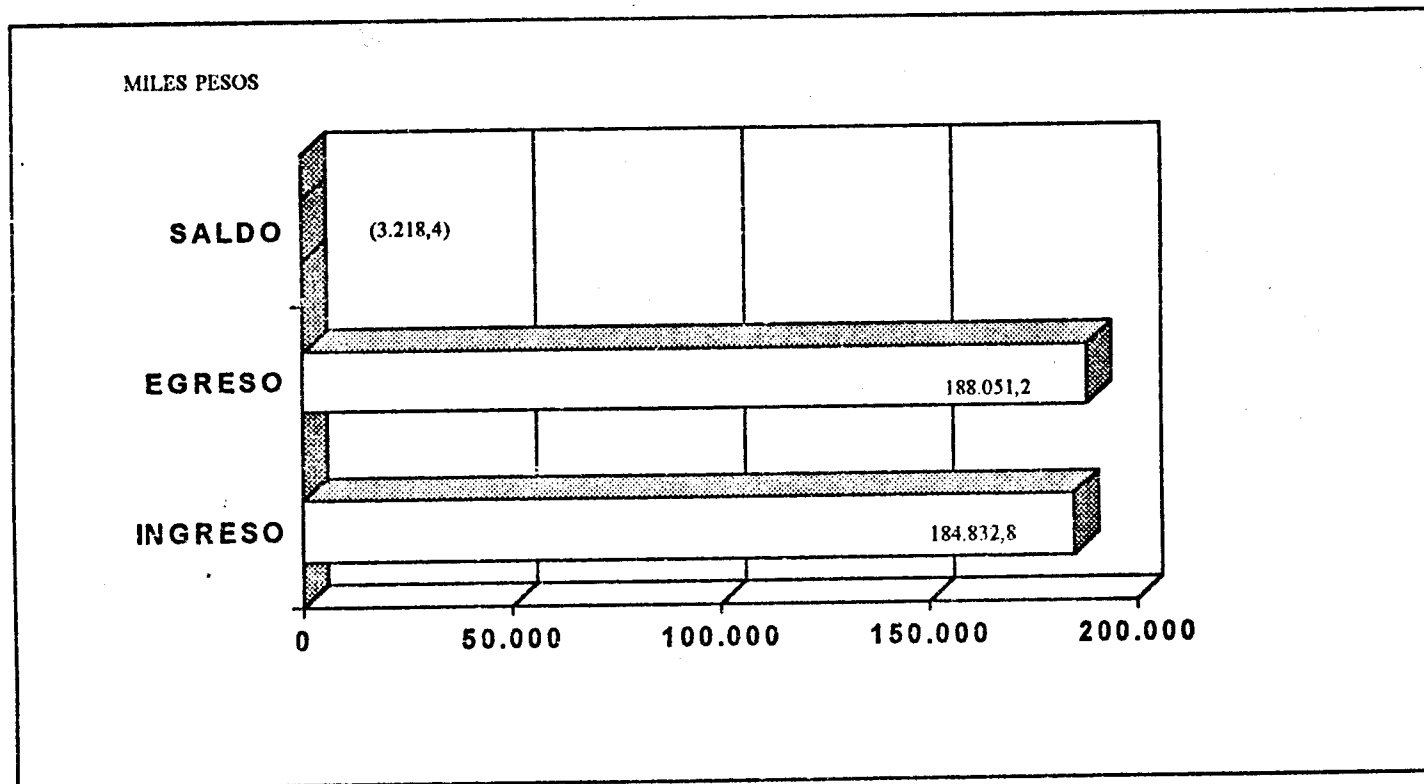 MILES PESOS
SALDO (3.218,4)
EGRESO 188.051,2
INGRESO 184.832,8
0 50.000 100.000 150.000 200.000